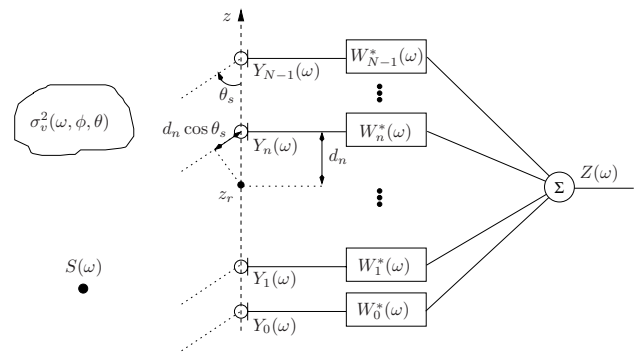 z
Y_{N−1}(ω)
W*_{N−1}(ω)
θ_s
σ_v^2(ω, ϕ, θ)
d_n cos θ_s
Y_n(ω)
W*_n(ω)
d_n
z_r
Σ
Z(ω)
S(ω)
Y_1(ω)
W*_1(ω)
Y_0(ω)
W*_0(ω)